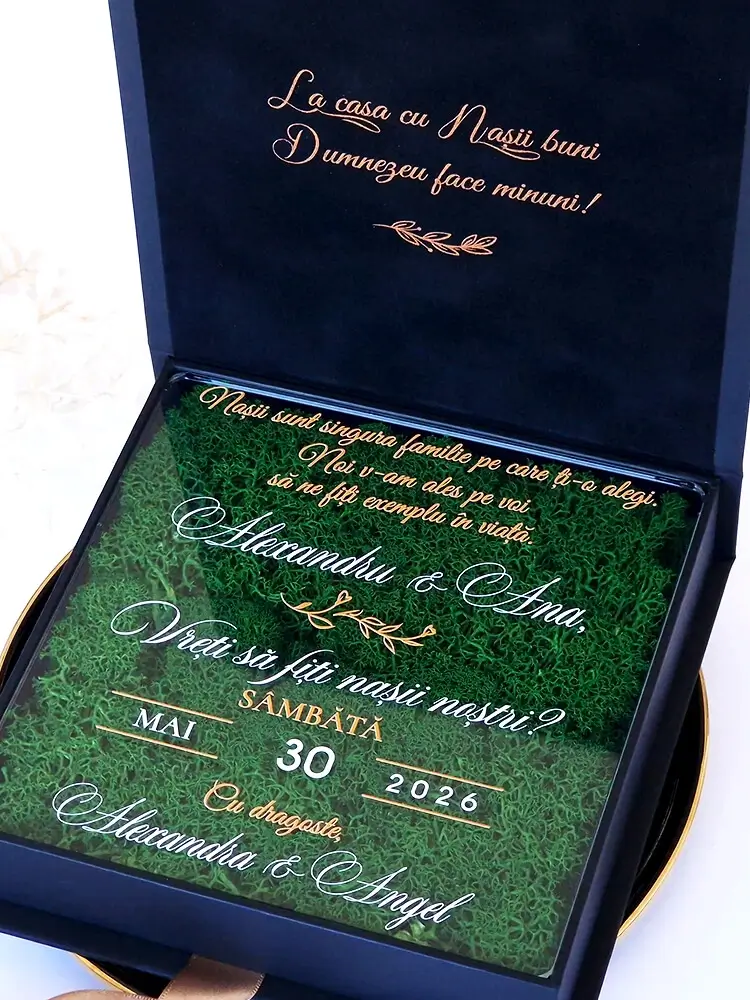 La casa cu Nașii buni
Dumnezeu face minuni!
Nașii sunt singura familie pe care ți-o alegi.
Noi v-am ales pe voi
să ne fiți exemplu în viață.
Alexandru & Ana,
Vreți să fiți nașii noștri?
SÂMBĂTĂ
MAI
30
2026
Cu dragoste,
Alexandra & Angel